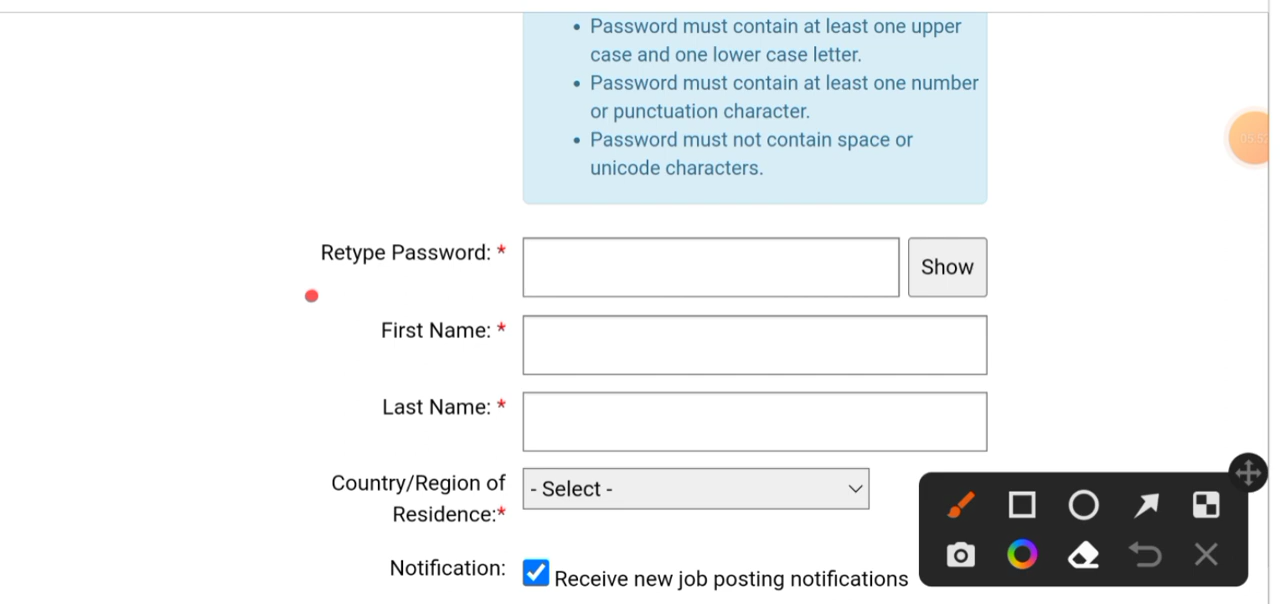 Password must contain at least one upper
case and one lower case letter.
Password must contain at least one number
or punctuation character.
Password must not contain space or
unicode characters.
Retype Password: *
Show
First Name: *
Last Name: *
Country/Region of
Residence:*
- Select -
Notification:
Receive new job posting notifications